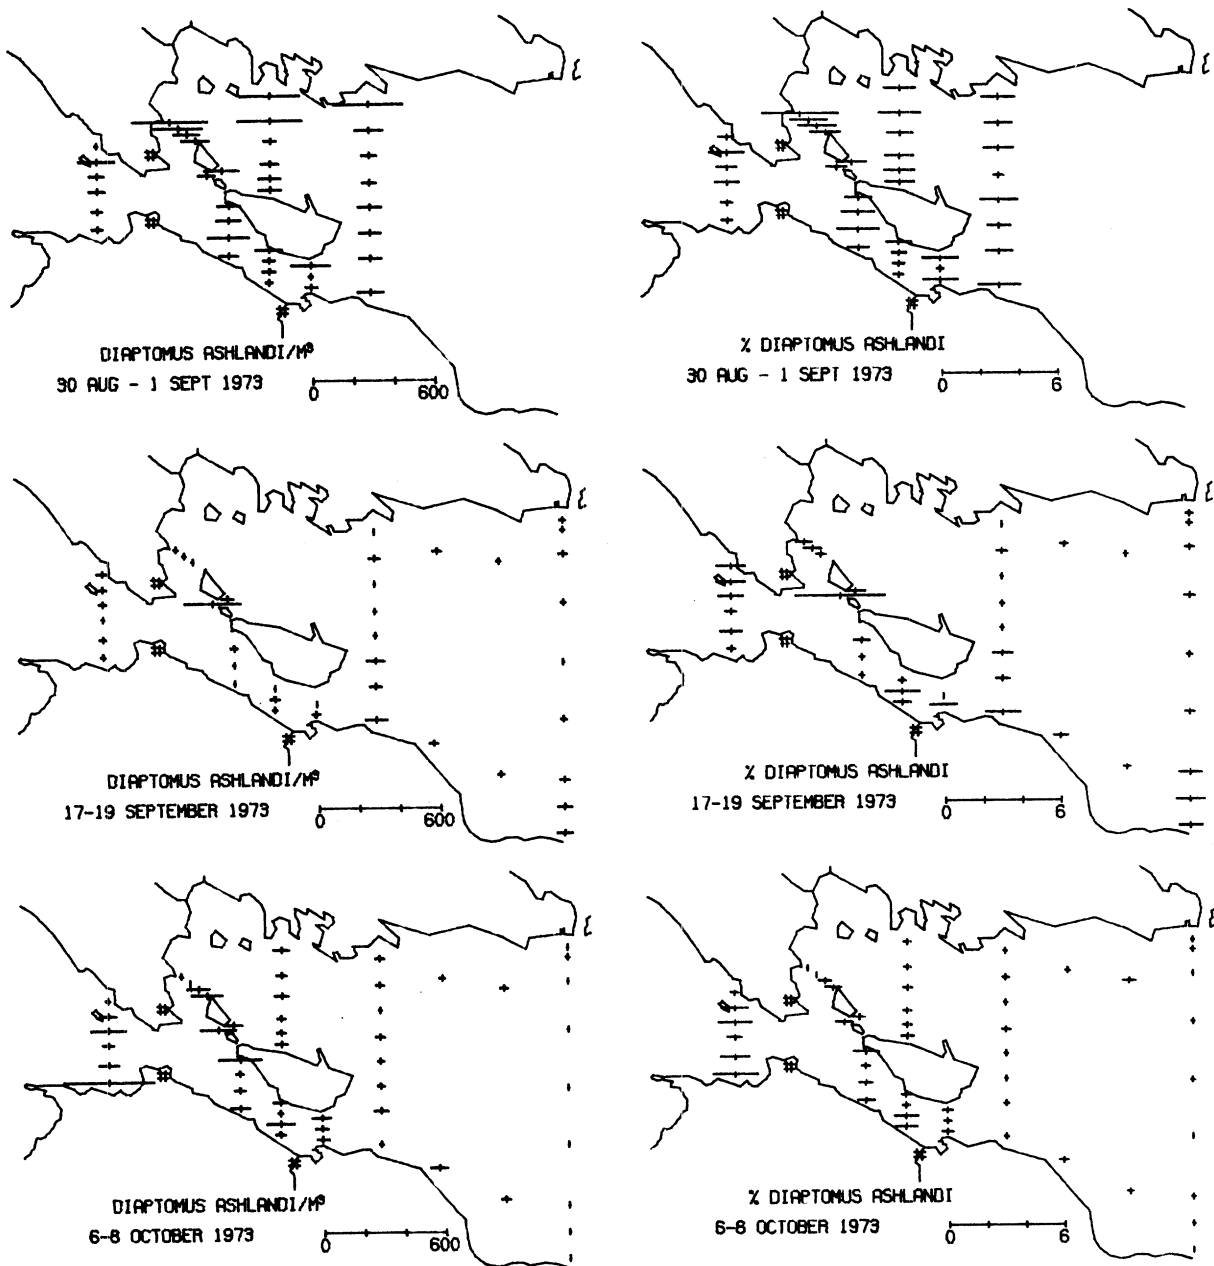 DIAPTOMUS ASHLANDI/M³
30 AUG - 1 SEPT 1973
0 600
% DIAPTOMUS ASHLANDI
30 AUG - 1 SEPT 1973
0 6
DIAPTOMUS ASHLANDI/M³
17-19 SEPTEMBER 1973
0 600
% DIAPTOMUS ASHLANDI
17-19 SEPTEMBER 1973
0 6
DIAPTOMUS ASHLANDI/M³
6-8 OCTOBER 1973
0 600
% DIAPTOMUS ASHLANDI
6-8 OCTOBER 1973
0 6